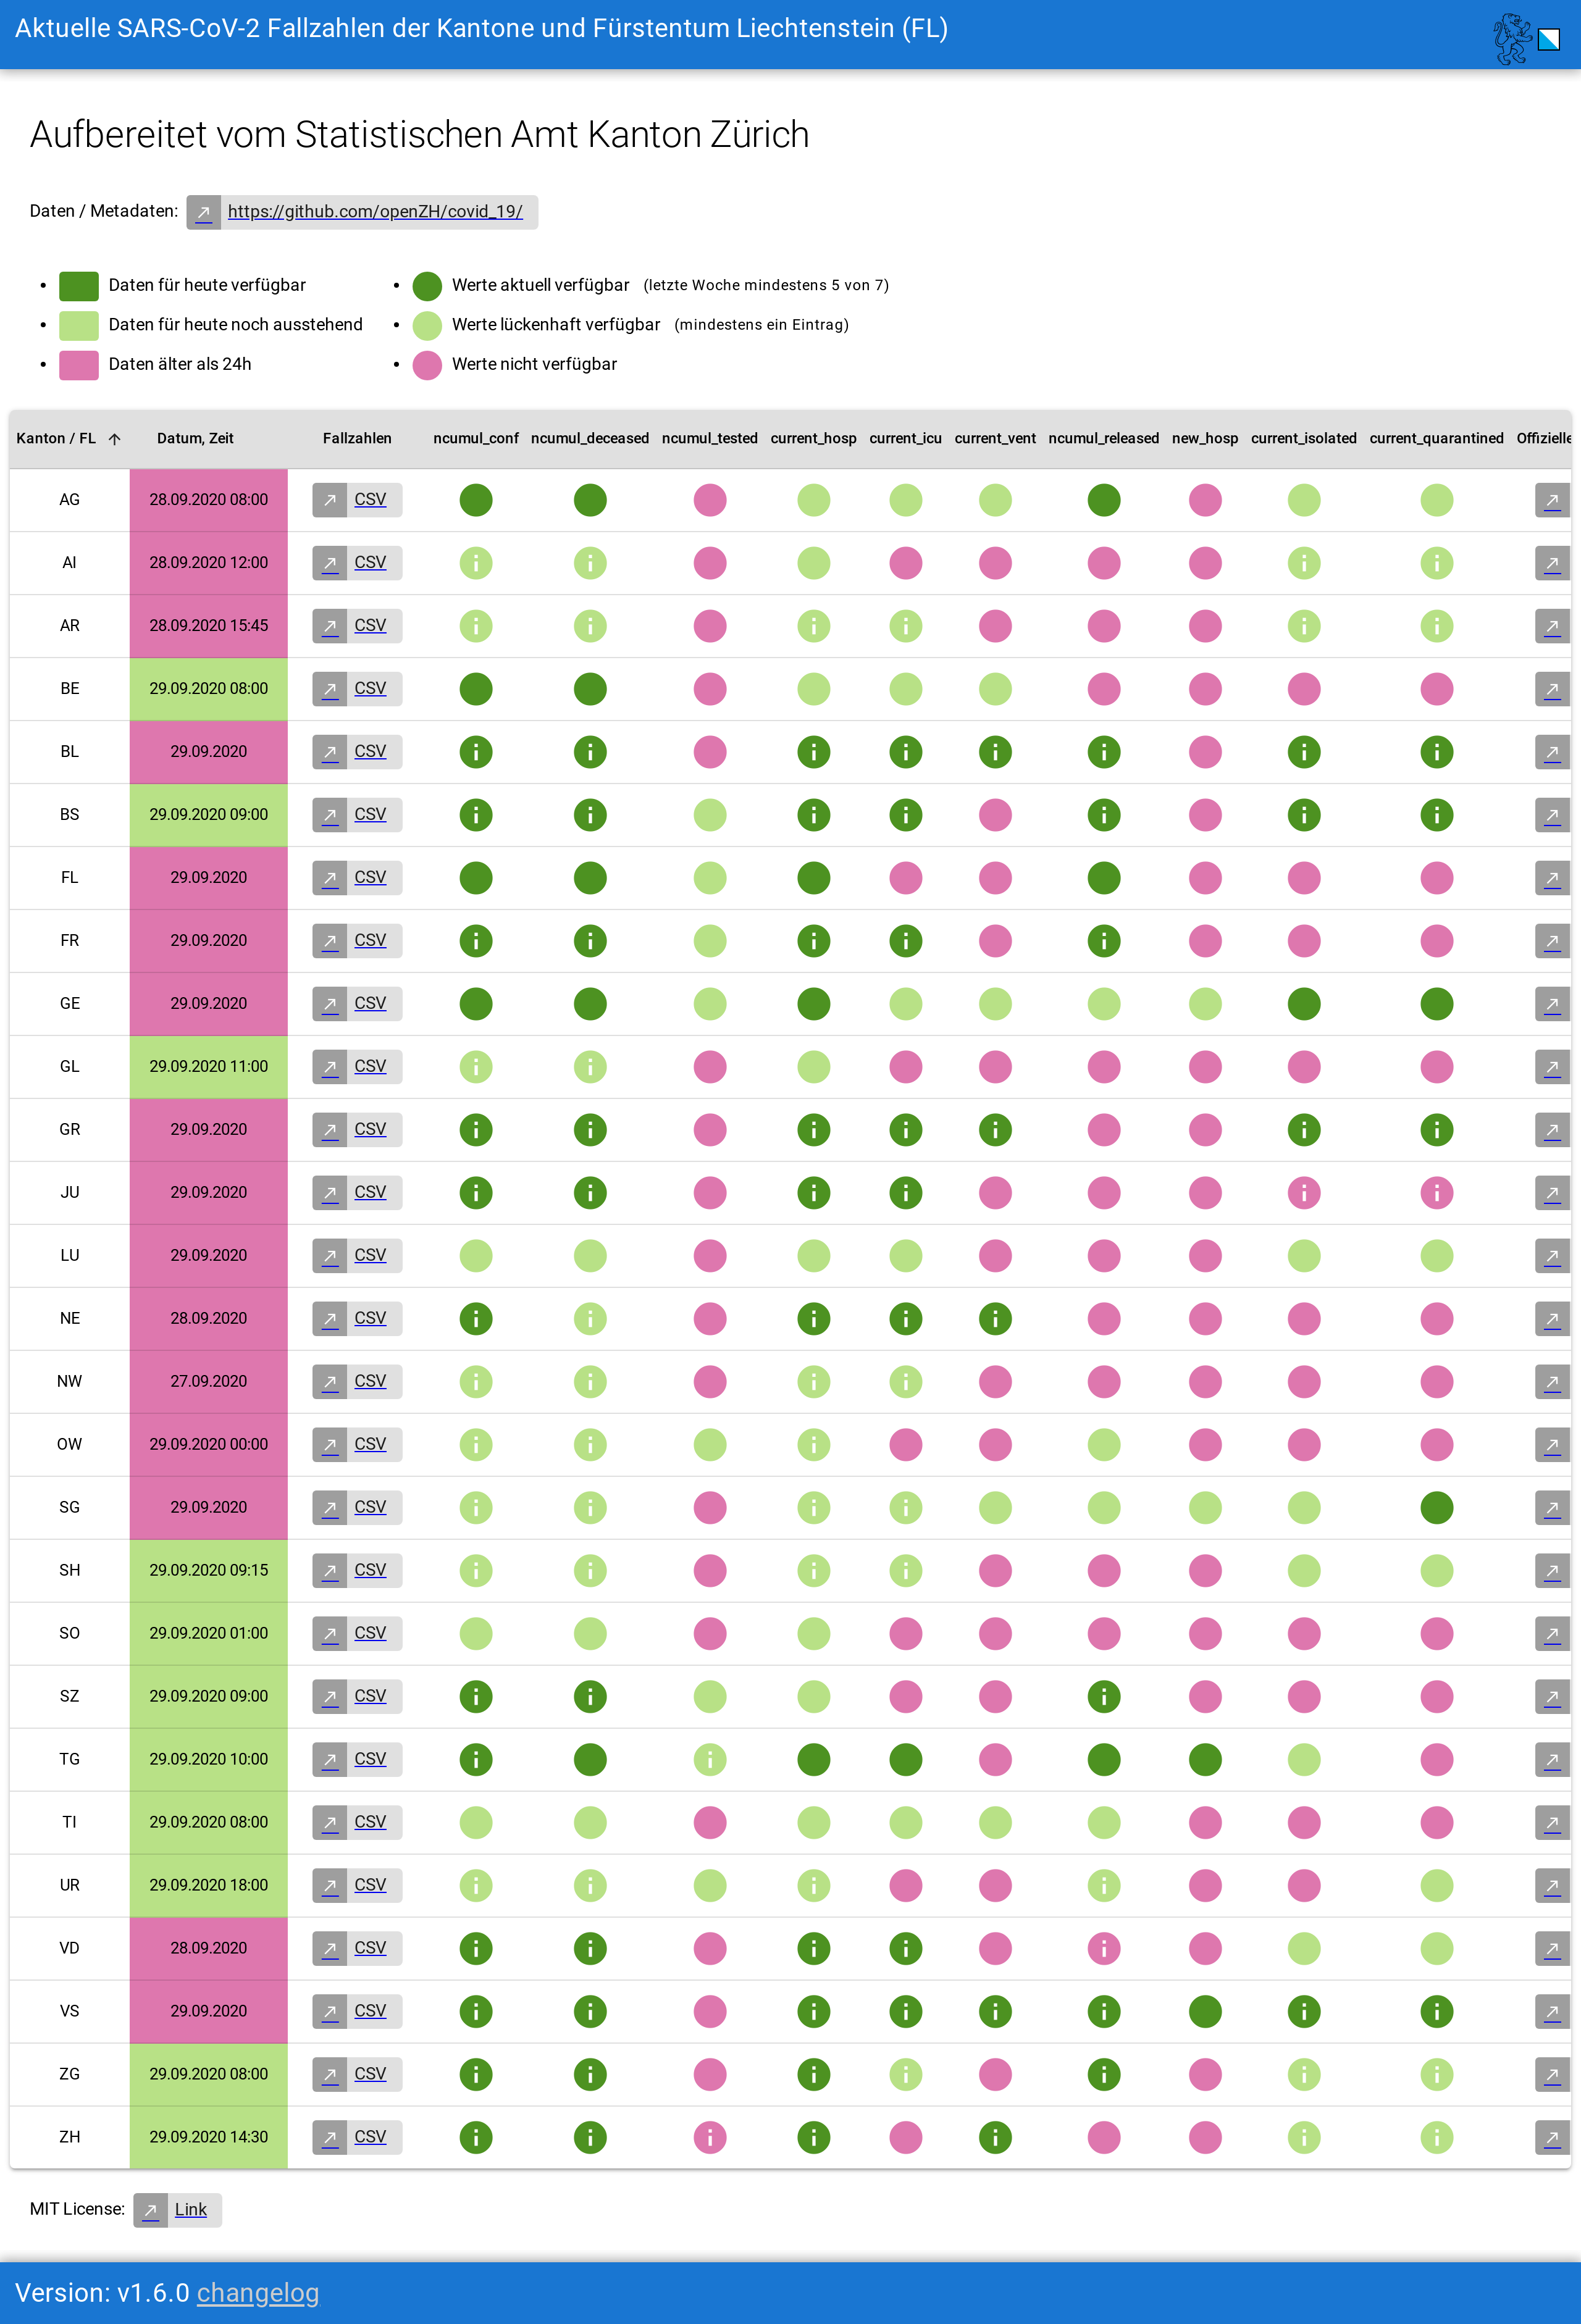 Aktuelle SARS-CoV-2 Fallzahlen der Kantone und Fürstentum Liechtenstein (FL)
Aufbereitet vom Statistischen Amt Kanton Zürich
Daten / Metadaten: https://github.com/openZH/covid_19/
Daten für heute verfügbar
Daten für heute noch ausstehend
Daten älter als 24h
Werte aktuell verfügbar (letzte Woche mindestens 5 von 7)
Werte lückenhaft verfügbar (mindestens ein Eintrag)
Werte nicht verfügbar
Kanton / FL Datum, Zeit Fallzahlen ncumul_conf ncumul_deceased ncumul_tested current_hosp current_icu current_vent ncumul_released new_hosp current_isolated current_quarantined Offizielle
AG 28.09.2020 08:00 CSV
AI 28.09.2020 12:00 CSV
AR 28.09.2020 15:45 CSV
BE 29.09.2020 08:00 CSV
BL 29.09.2020 CSV
BS 29.09.2020 09:00 CSV
FL 29.09.2020 CSV
FR 29.09.2020 CSV
GE 29.09.2020 CSV
GL 29.09.2020 11:00 CSV
GR 29.09.2020 CSV
JU 29.09.2020 CSV
LU 29.09.2020 CSV
NE 28.09.2020 CSV
NW 27.09.2020 CSV
OW 29.09.2020 00:00 CSV
SG 29.09.2020 CSV
SH 29.09.2020 09:15 CSV
SO 29.09.2020 01:00 CSV
SZ 29.09.2020 09:00 CSV
TG 29.09.2020 10:00 CSV
TI 29.09.2020 08:00 CSV
UR 29.09.2020 18:00 CSV
VD 28.09.2020 CSV
VS 29.09.2020 CSV
ZG 29.09.2020 08:00 CSV
ZH 29.09.2020 14:30 CSV
MIT License: Link
Version: v1.6.0 changelog